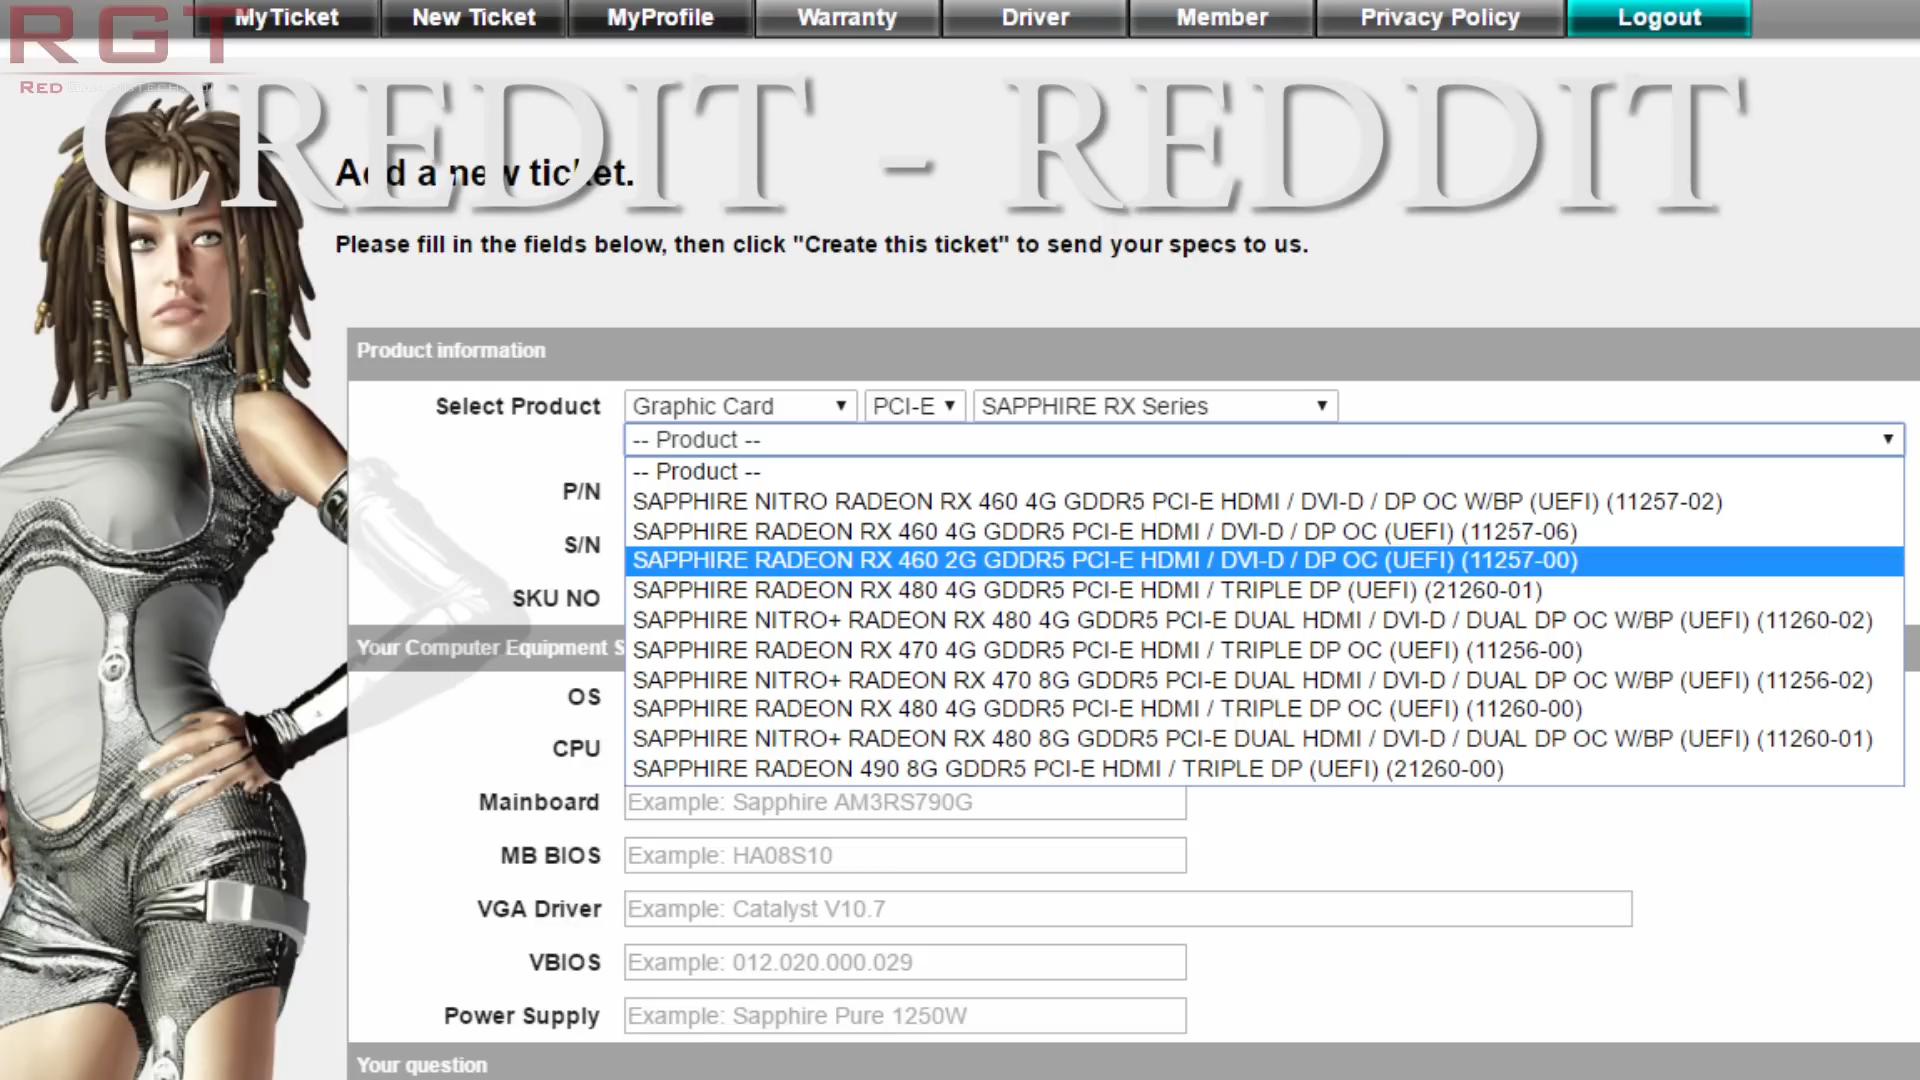 MyTicket New Ticket MyProfile Warranty Driver Member Privacy Policy Logout
RGT
RED
CREDIT - REDDIT
Add a new ticket.
Please fill in the fields below, then click "Create this ticket" to send your specs to us.
Product information
Select Product Graphic Card PCI-E SAPPHIRE RX Series
-- Product --
-- Product --
P/N
SAPPHIRE NITRO RADEON RX 460 4G GDDR5 PCI-E HDMI / DVI-D / DP OC W/BP (UEFI) (11257-02)
SAPPHIRE RADEON RX 460 4G GDDR5 PCI-E HDMI / DVI-D / DP OC (UEFI) (11257-06)
S/N
SAPPHIRE RADEON RX 460 2G GDDR5 PCI-E HDMI / DVI-D / DP OC (UEFI) (11257-00)
SAPPHIRE RADEON RX 480 4G GDDR5 PCI-E HDMI / TRIPLE DP (UEFI) (21260-01)
SKU NO
SAPPHIRE NITRO+ RADEON RX 480 4G GDDR5 PCI-E DUAL HDMI / DVI-D / DUAL DP OC W/BP (UEFI) (11260-02)
Your Computer Equipment S
SAPPHIRE RADEON RX 470 4G GDDR5 PCI-E HDMI / TRIPLE DP OC (UEFI) (11256-00)
SAPPHIRE NITRO+ RADEON RX 470 8G GDDR5 PCI-E DUAL HDMI / DVI-D / DUAL DP OC W/BP (UEFI) (11256-02)
OS
SAPPHIRE RADEON RX 480 4G GDDR5 PCI-E HDMI / TRIPLE DP OC (UEFI) (11260-00)
SAPPHIRE NITRO+ RADEON RX 480 8G GDDR5 PCI-E DUAL HDMI / DVI-D / DUAL DP OC W/BP (UEFI) (11260-01)
CPU
SAPPHIRE RADEON 490 8G GDDR5 PCI-E HDMI / TRIPLE DP (UEFI) (21260-00)
Mainboard Example: Sapphire AM3RS790G
MB BIOS Example: HA08S10
VGA Driver Example: Catalyst V10.7
VBIOS Example: 012.020.000.029
Power Supply Example: Sapphire Pure 1250W
Your question